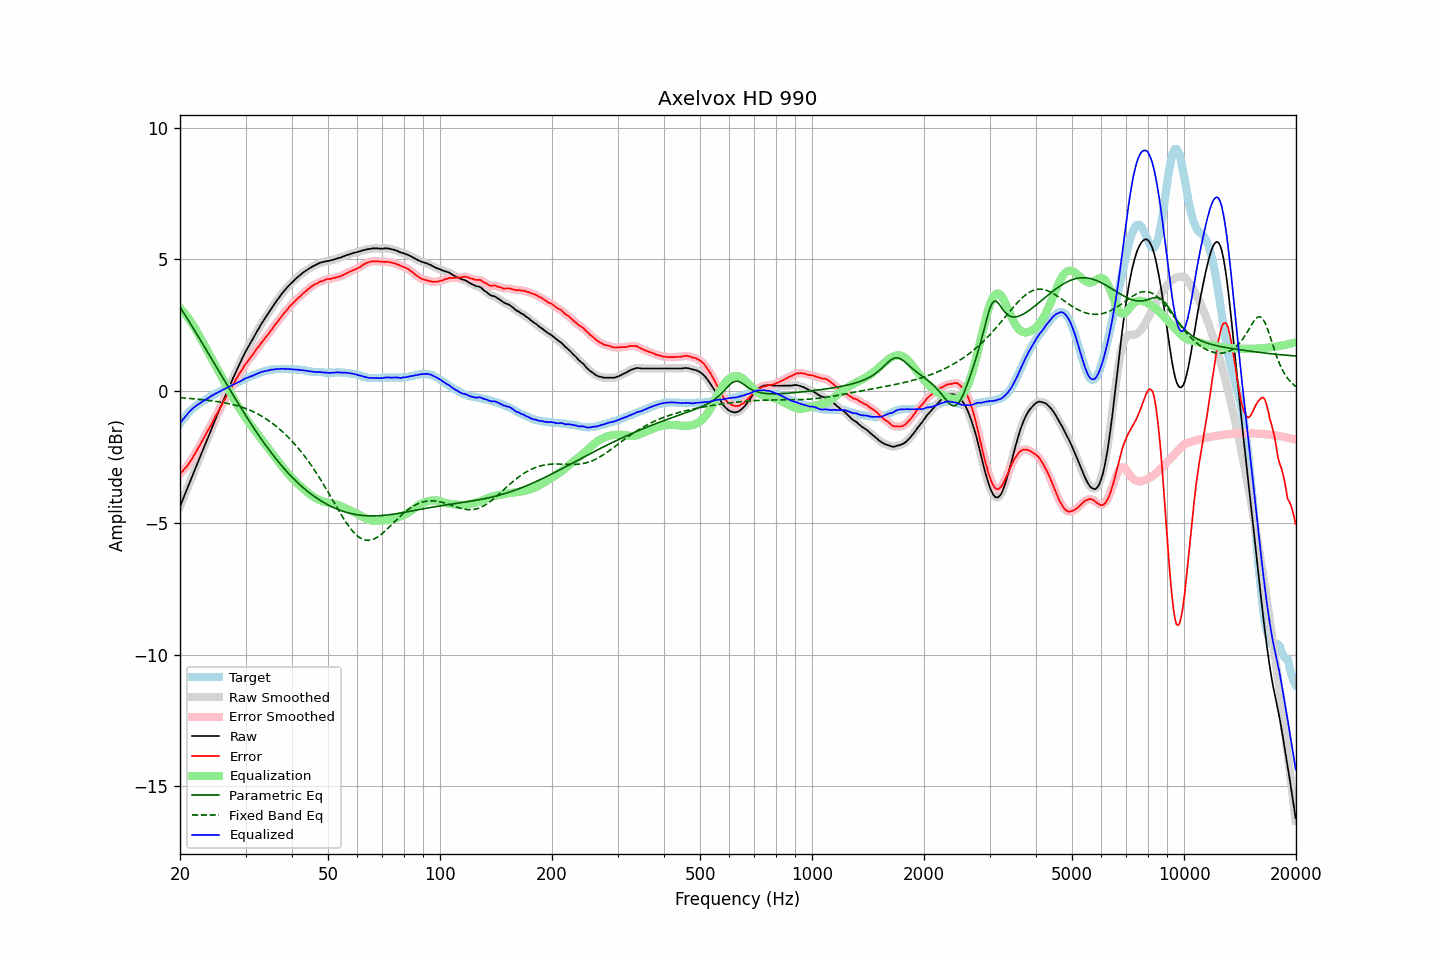 Axelvox HD 990
Amplitude (dBr)
10
5
0
−5
−10
−15
Target
Raw Smoothed
Error Smoothed
Raw
Error
Equalization
Parametric Eq
Fixed Band Eq
Equalized
20 50 100 200 500 1000 2000 5000 10000 20000
Frequency (Hz)